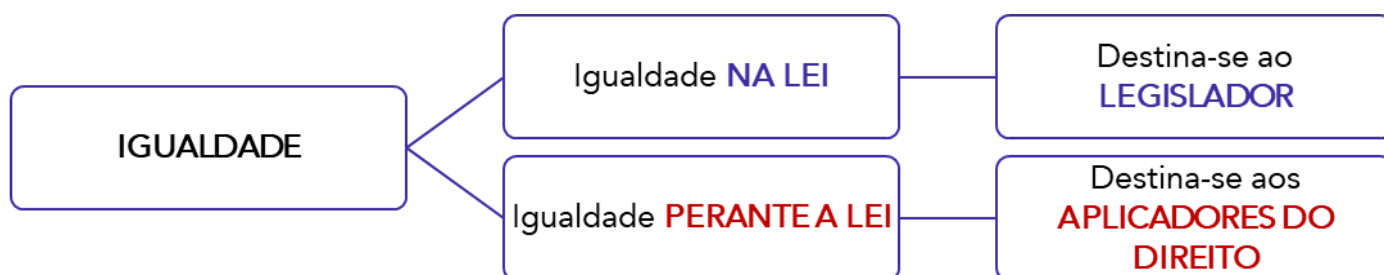 IGUALDADE
Igualdade NA LEI
Destina-se ao
LEGISLADOR
Igualdade PERANTE A LEI
Destina-se aos
APLICADORES DO
DIREITO